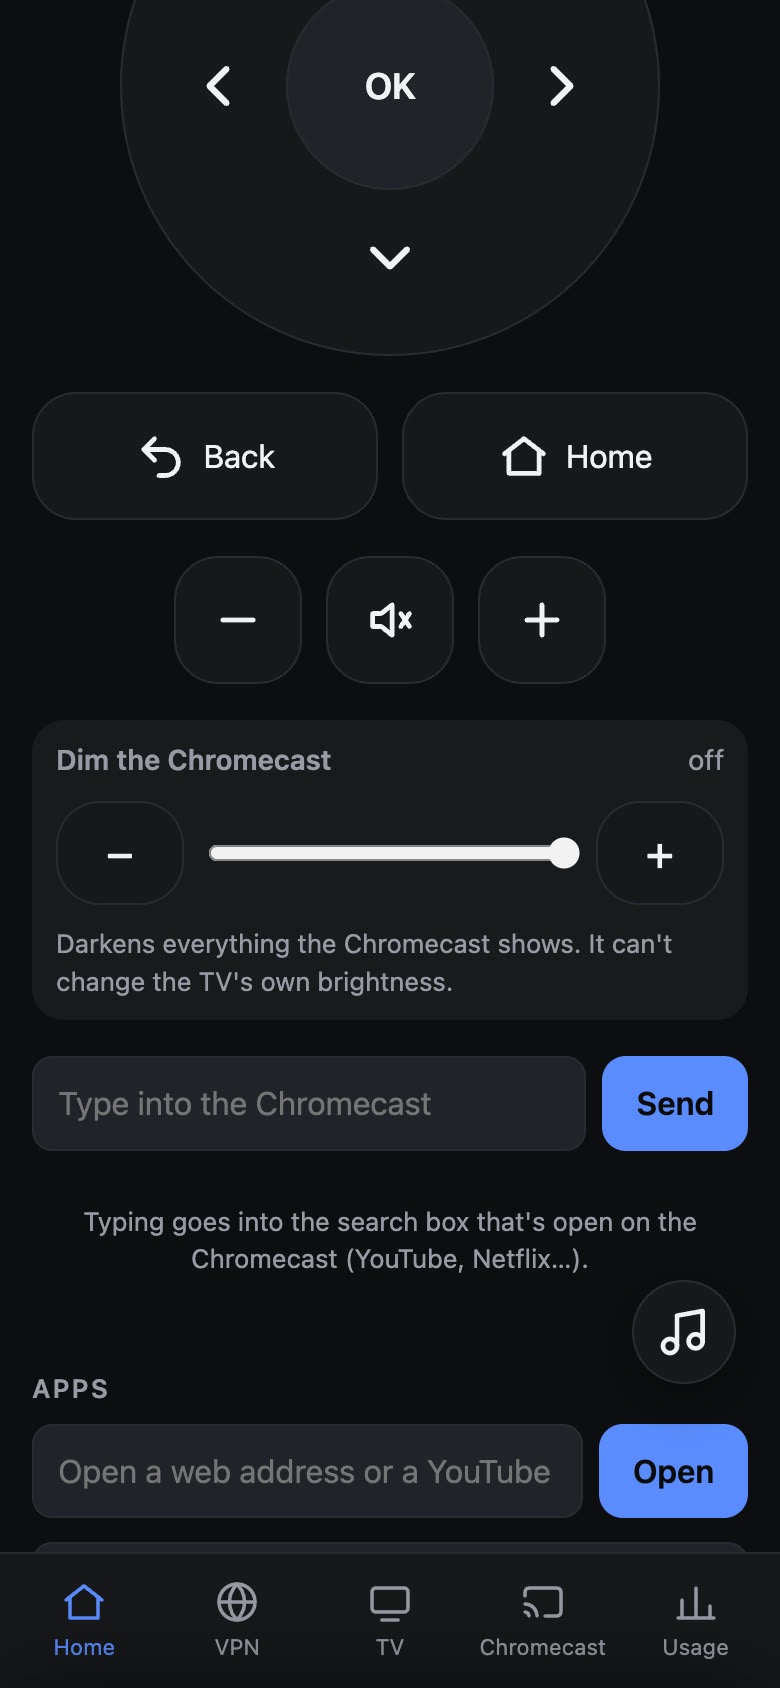 OK
Back
Home
Dim the Chromecast
off
Darkens everything the Chromecast shows. It can't
change the TV's own brightness.
Type into the Chromecast
Send
Typing goes into the search box that's open on the
Chromecast (YouTube, Netflix...).
APPS
Open a web address or a YouTube
Open
Home
VPN
TV
Chromecast
Usage